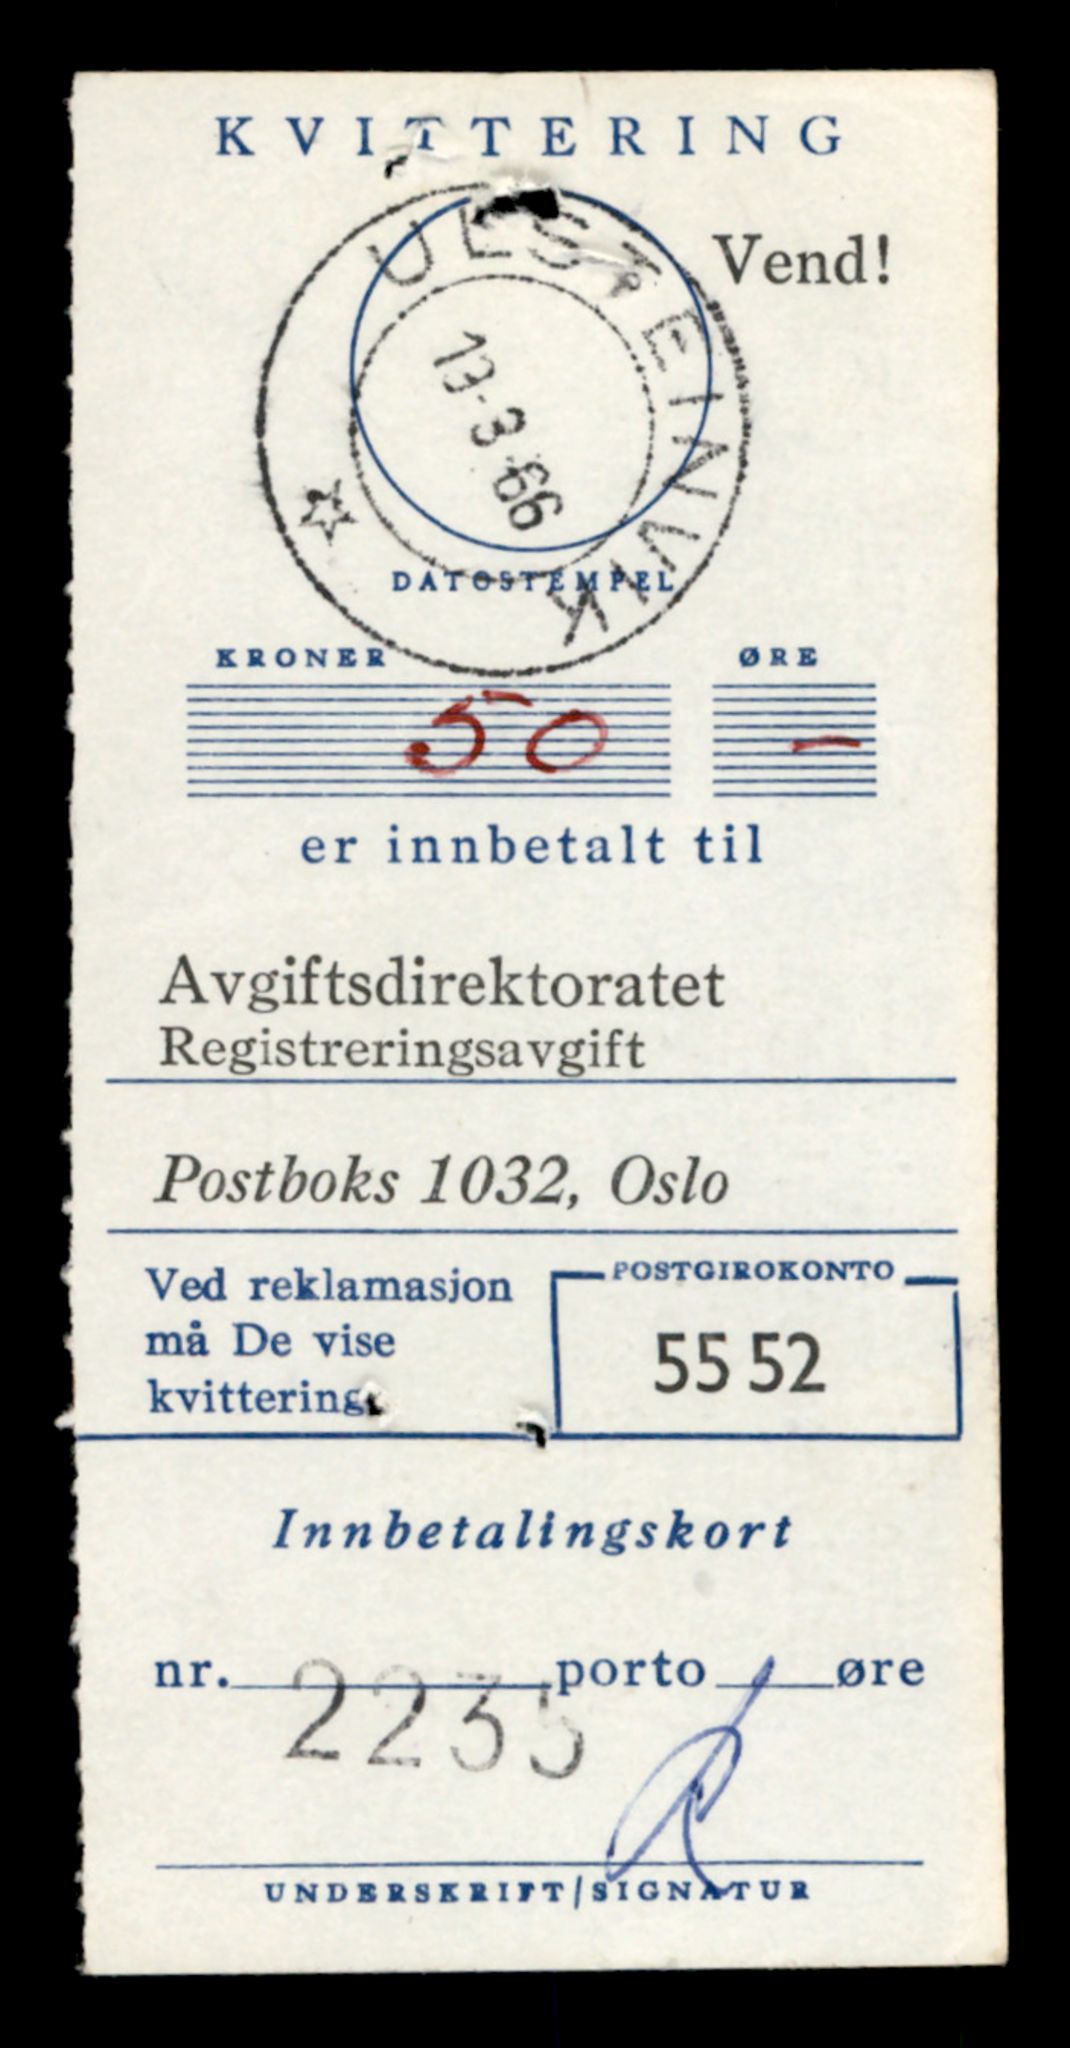 KVITTERING
Vend!
ULSTEINVIK
13-3-66
DATOSTEMPEL
KRONER ØRE
50 —
er innbetalt til
Avgiftsdirektoratet
Registreringsavgift
Postboks 1032, Oslo
Ved reklamasjon
må De vise
kvittering
POSTGIROKONTO
55 52
Innbetalingskort
nr. porto øre
2235
UNDERSKRIFT/SIGNATUR